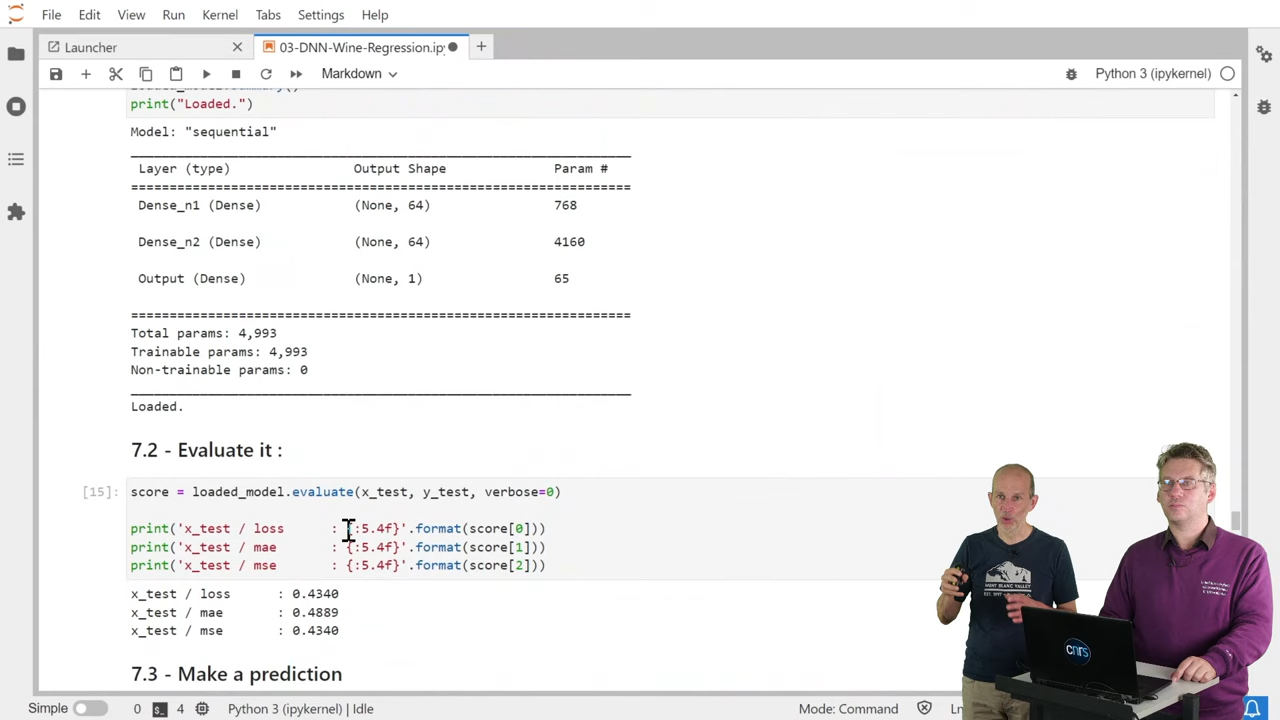 File Edit View Run Kernel Tabs Settings Help
Launcher
03-DNN-Wine-Regression.ipy
Markdown
Python 3 (ipykernel)
print("Loaded.")
Model: "sequential"
Layer (type) Output Shape Param #
Dense_n1 (Dense) (None, 64) 768
Dense_n2 (Dense) (None, 64) 4160
Output (Dense) (None, 1) 65
Total params: 4,993
Trainable params: 4,993
Non-trainable params: 0
Loaded.
7.2 - Evaluate it :
[15]: score = loaded_model.evaluate(x_test, y_test, verbose=0)
print('x_test / loss : {:5.4f}'.format(score[0]))
print('x_test / mae : {:5.4f}'.format(score[1]))
print('x_test / mse : {:5.4f}'.format(score[2]))
x_test / loss : 0.4340
x_test / mae : 0.4889
x_test / mse : 0.4340
7.3 - Make a prediction
MONT BLANC VALLEY
cnrs
Simple 0 4 Python 3 (ipykernel) | Idle
Mode: Command